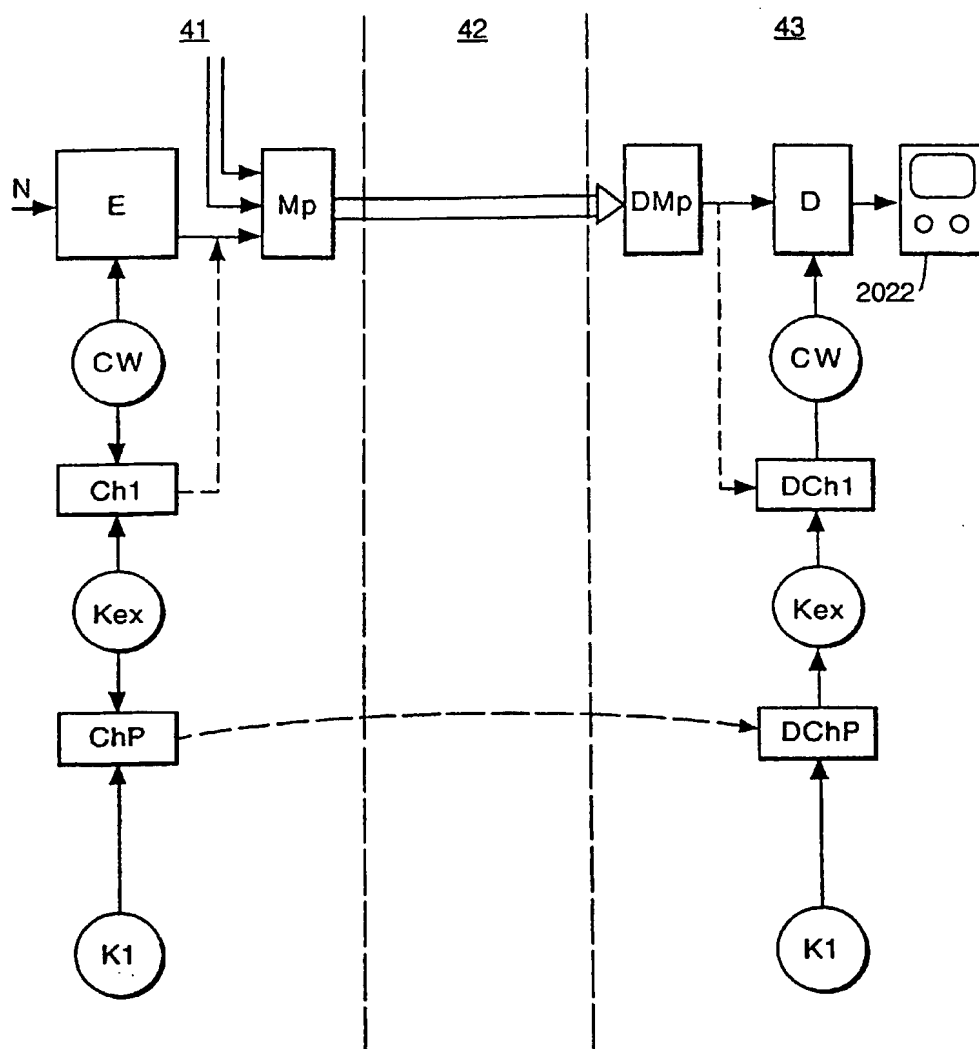 41 42 43
N E Mp DMp D
2022
CW CW
Ch1 DCh1
Kex Kex
ChP DChP
K1 K1